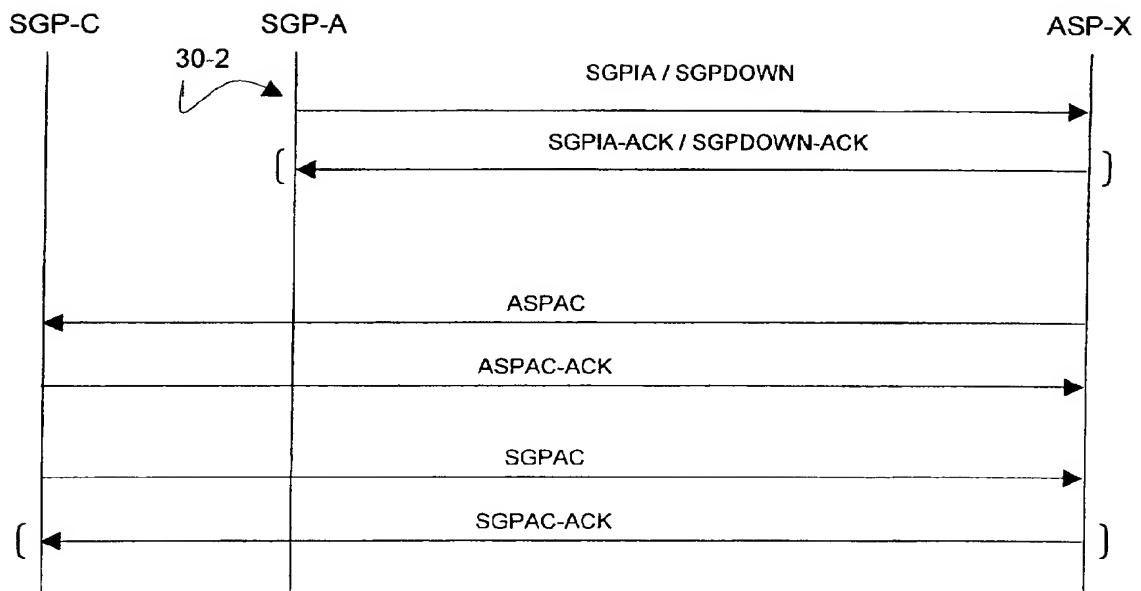 SGP-C
SGP-A
ASP-X
30-2
SGPIA / SGPDOWN
SGPIA-ACK / SGPDOWN-ACK
ASPAC
ASPAC-ACK
SGPAC
SGPAC-ACK